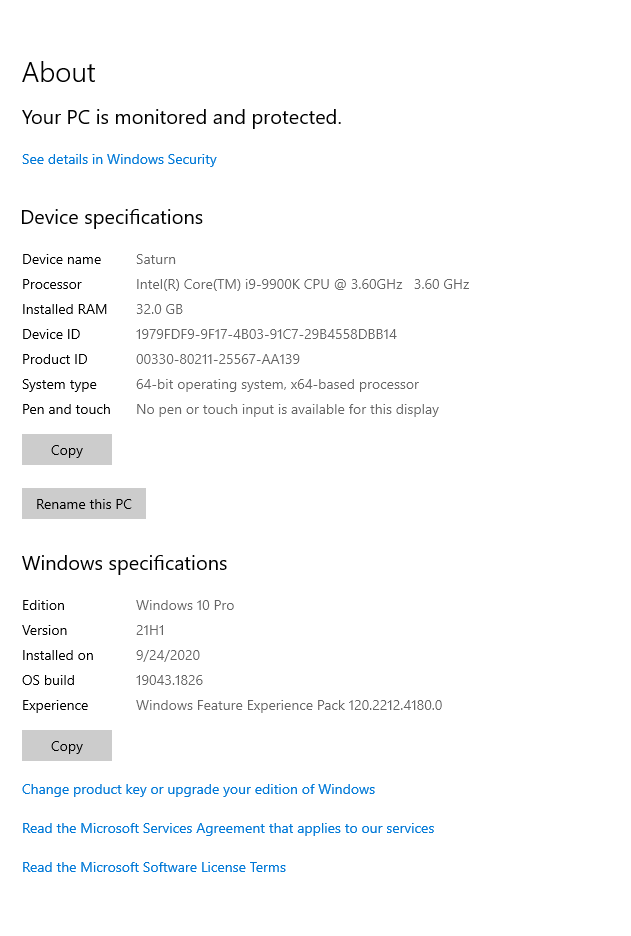 About
Your PC is monitored and protected.
See details in Windows Security
Device specifications
Device name Saturn
Processor Intel(R) Core(TM) i9-9900K CPU @ 3.60GHz 3.60 GHz
Installed RAM 32.0 GB
Device ID 1979FDF9-9F17-4B03-91C7-29B4558DBB14
Product ID 00330-80211-25567-AA139
System type 64-bit operating system, x64-based processor
Pen and touch No pen or touch input is available for this display
Copy
Rename this PC
Windows specifications
Edition Windows 10 Pro
Version 21H1
Installed on 9/24/2020
OS build 19043.1826
Experience Windows Feature Experience Pack 120.2212.4180.0
Copy
Change product key or upgrade your edition of Windows
Read the Microsoft Services Agreement that applies to our services
Read the Microsoft Software License Terms